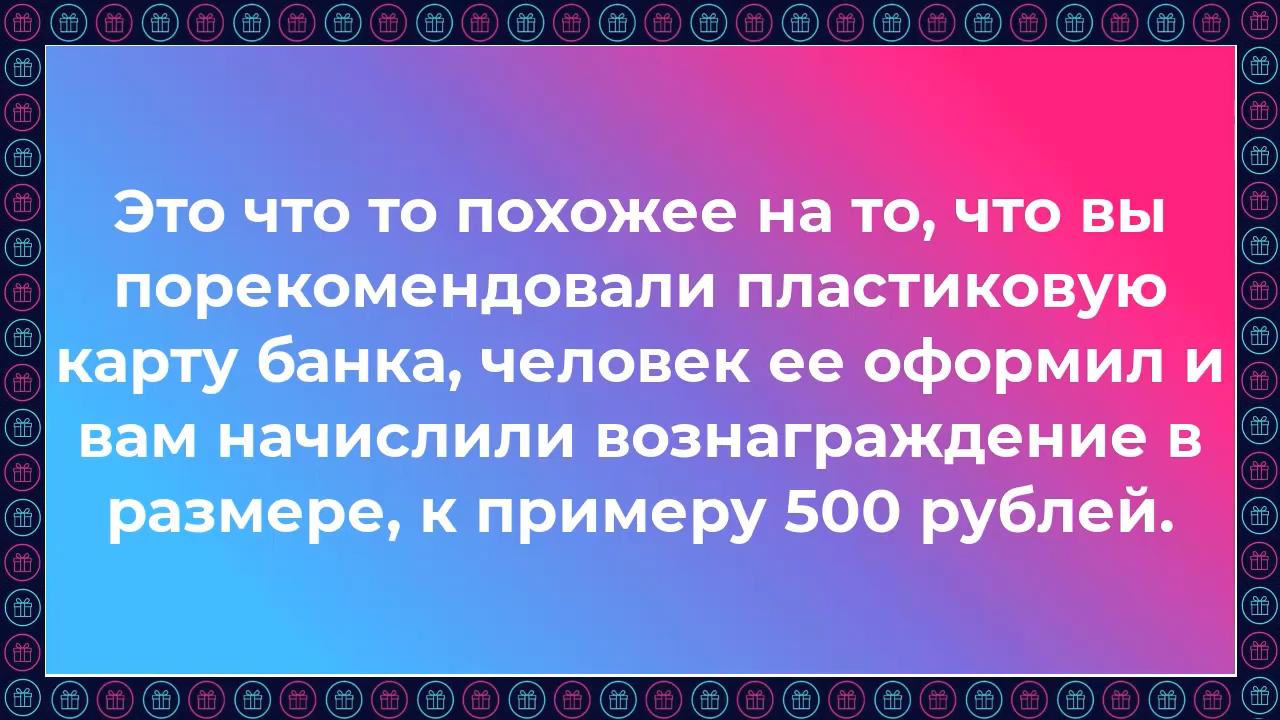 Это что то похожее на то, что вы
порекомендовали пластиковую
карту банка, человек ее оформил и
вам начислили вознаграждение в
размере, к примеру 500 рублей.